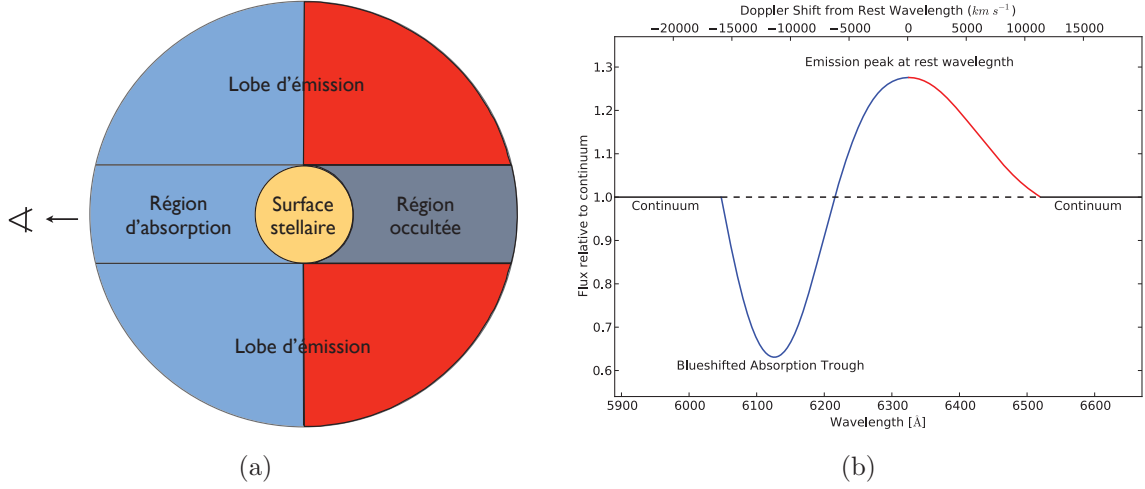 Lobe d'émission
Région
d'absorption
Surface
stellaire
Région
occultée
Lobe d'émission
(a)
Doppler Shift from Rest Wavelength (km s⁻¹)
−20000 −15000 −10000 −5000 0 5000 10000 15000
Emission peak at rest wavelegnth
1.3
1.2
1.1
1.0
0.9
0.8
0.7
0.6
Flux relative to continuum
Continuum
Continuum
Blueshifted Absorption Trough
5900 6000 6100 6200 6300 6400 6500 6600
Wavelength [Å]
(b)